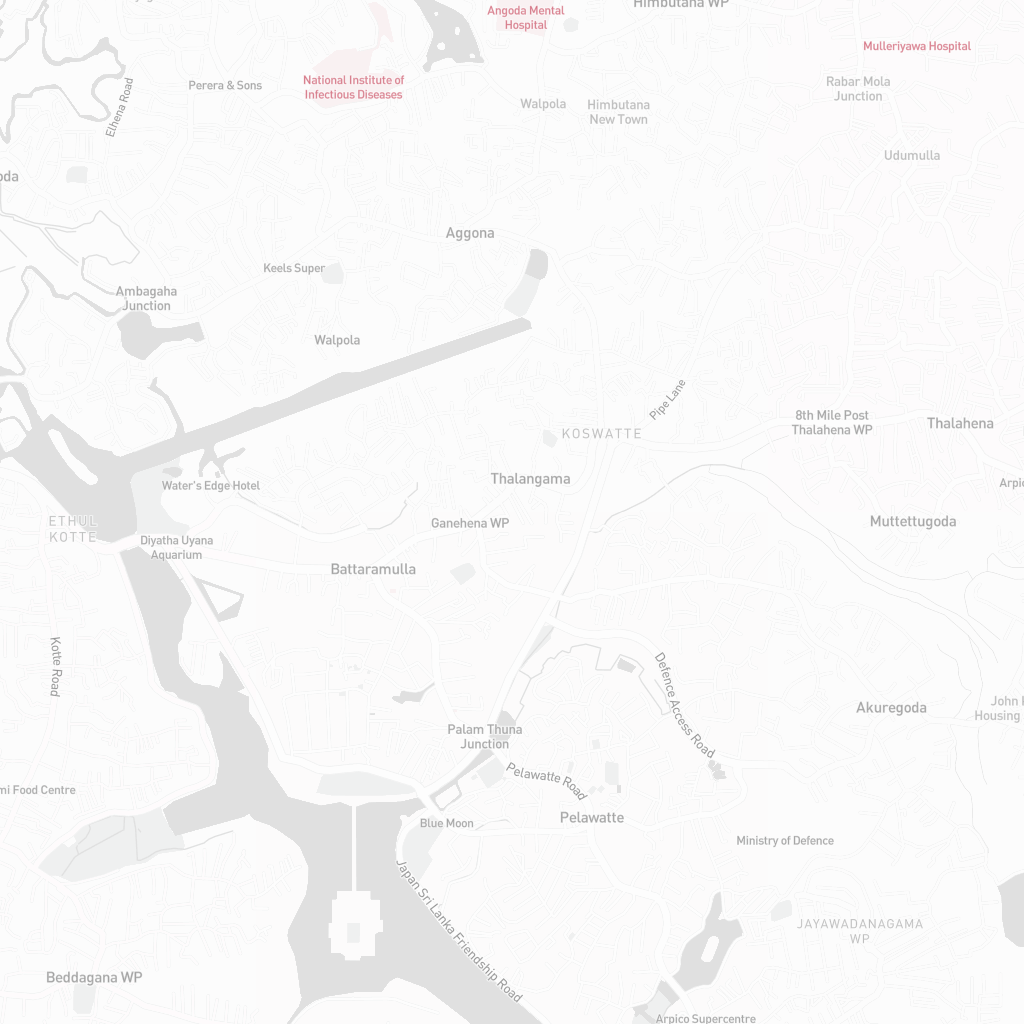 Himbutana WP
Angoda Mental
Hospital
Mulleriyawa Hospital
National Institute of
Infectious Diseases
Perera & Sons
Elhena Road
Walpola
Himbutana
New Town
Rabar Mola
Junction
Udumulla
oda
Aggona
Keels Super
Ambagaha
Junction
Walpola
Pipe Lane
8th Mile Post
Thalahena WP
Thalahena
KOSWATTE
Thalangama
Water's Edge Hotel
Arpic
ETHUL
KOTTE
Ganehena WP
Muttettugoda
Diyatha Uyana
Aquarium
Battaramulla
Kotte Road
Defence Access Road
Akuregoda
John K
Housing
Palam Thuna
Junction
Pelawatte Road
mi Food Centre
Blue Moon
Pelawatte
Ministry of Defence
Japan Sri Lanka Friendship Road
JAYAWADANAGAMA
WP
Beddagana WP
Arpico Supercentre